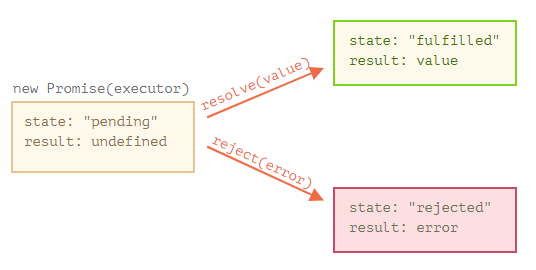 state: "fulfilled"
result: value
resolve(value)
new Promise(executor)
state: "pending"
result: undefined
reject(error)
state: "rejected"
result: error